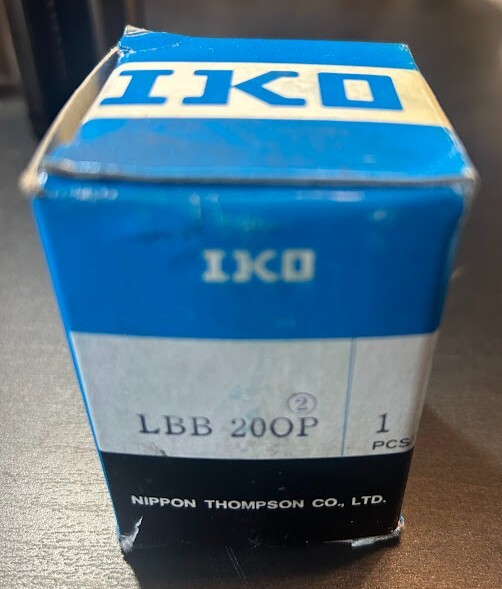 IKO
IKO
②
LBB 20OP 1
PCS
NIPPON THOMPSON CO., LTD.